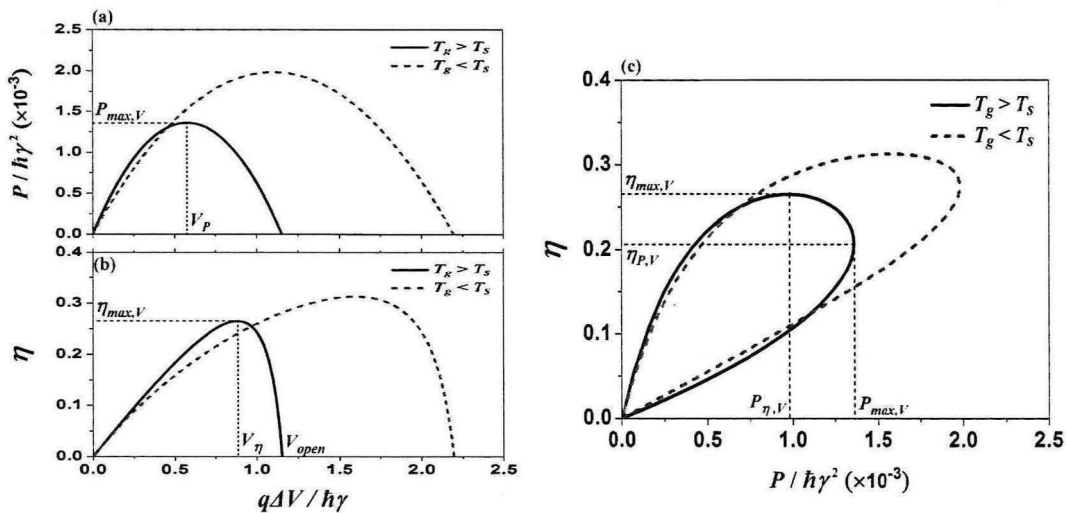 (a)
2.5
2.0
1.5
1.0
0.5
0.0
P / ħγ² (×10⁻³)
P_max,V
V_P
T_g > T_S
T_g < T_S
(b)
0.4
0.3
0.2
0.1
0.0
η
η_max,V
V_η
V_open
T_g > T_S
T_g < T_S
0.0 0.5 1.0 1.5 2.0 2.5
qΔV / ħγ
(c)
0.4
0.3
0.2
0.1
0.0
η
η_max,V
η_P,V
P_η,V
P_max,V
T_g > T_S
T_g < T_S
0.0 0.5 1.0 1.5 2.0 2.5
P / ħγ² (×10⁻³)